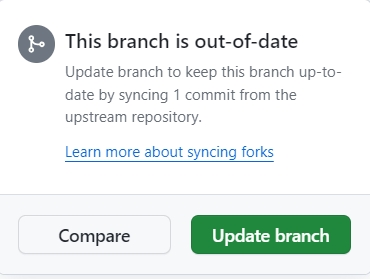 This branch is out-of-date
Update branch to keep this branch up-to-
date by syncing 1 commit from the
upstream repository.
Learn more about syncing forks
Compare
Update branch